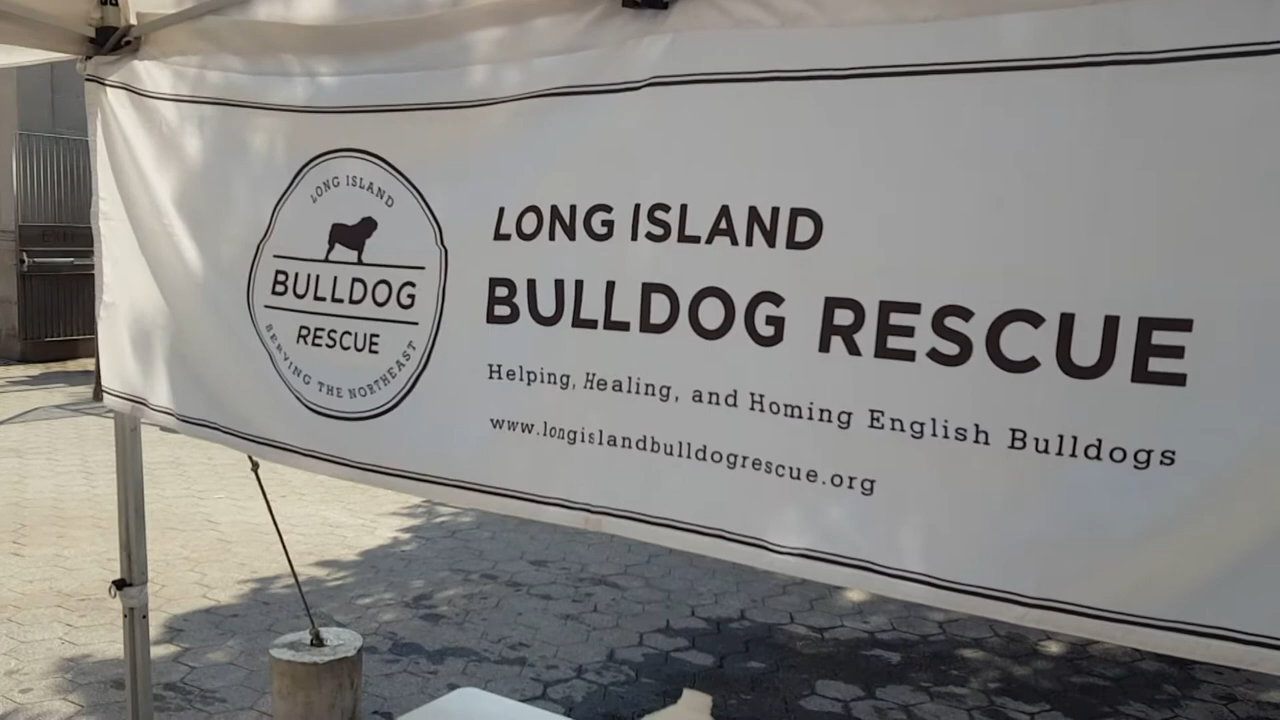 LONG ISLAND
BULLDOG
RESCUE
SERVING THE NORTHEAST
LONG ISLAND
BULLDOG RESCUE
Helping, Healing, and Homing English Bulldogs
www.longislandbulldogrescue.org
EXIT